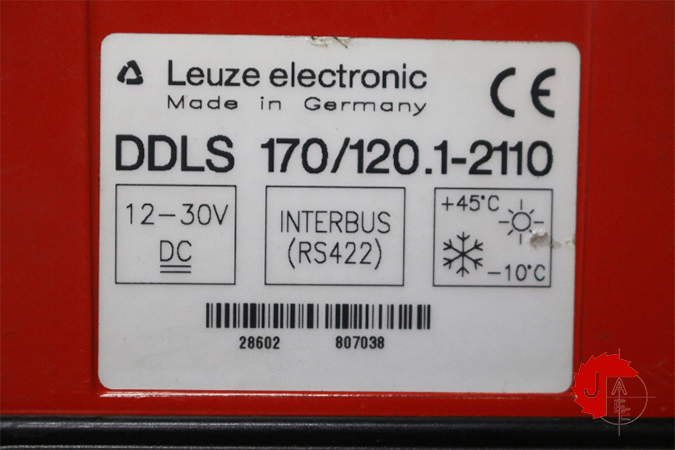 Leuze electronic
Made in Germany
CE
DDLS 170/120.1-2110
12-30V
DC
INTERBUS
(RS422)
+45°C
-10°C
28602 807038
JA